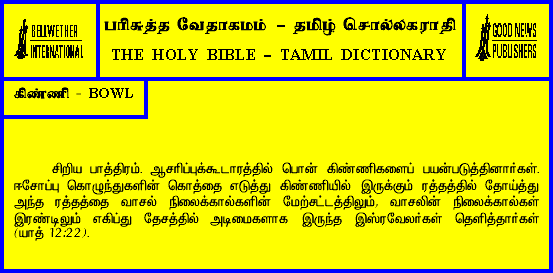 BELLWETHER
INTERNATIONAL
பரிசுத்த வேதாகமம் – தமிழ் சொல்லகராதி
THE HOLY BIBLE – TAMIL DICTIONARY
GOOD NEWS
PUBLISHERS
கிண்ணி - BOWL
சிறிய பாத்திரம். ஆசரிப்புக்கூடாரத்தில் பொன் கிண்ணிகளைப் பயன்படுத்தினார்கள்.
ஈசோப்பு கொழுந்துகளின் கொத்தை எடுத்து கிண்ணியில் இருக்கும் ரத்தத்தில் தோய்த்து
அந்த ரத்தத்தை வாசல் நிலைக்கால்களின் மேற்சட்டத்திலும், வாசலின் நிலைக்கால்கள்
இரண்டிலும் எகிப்து தேசத்தில் அடிமைகளாக இருந்த இஸ்ரவேலர்கள் தெளித்தார்கள்
(யாத் 12:22).